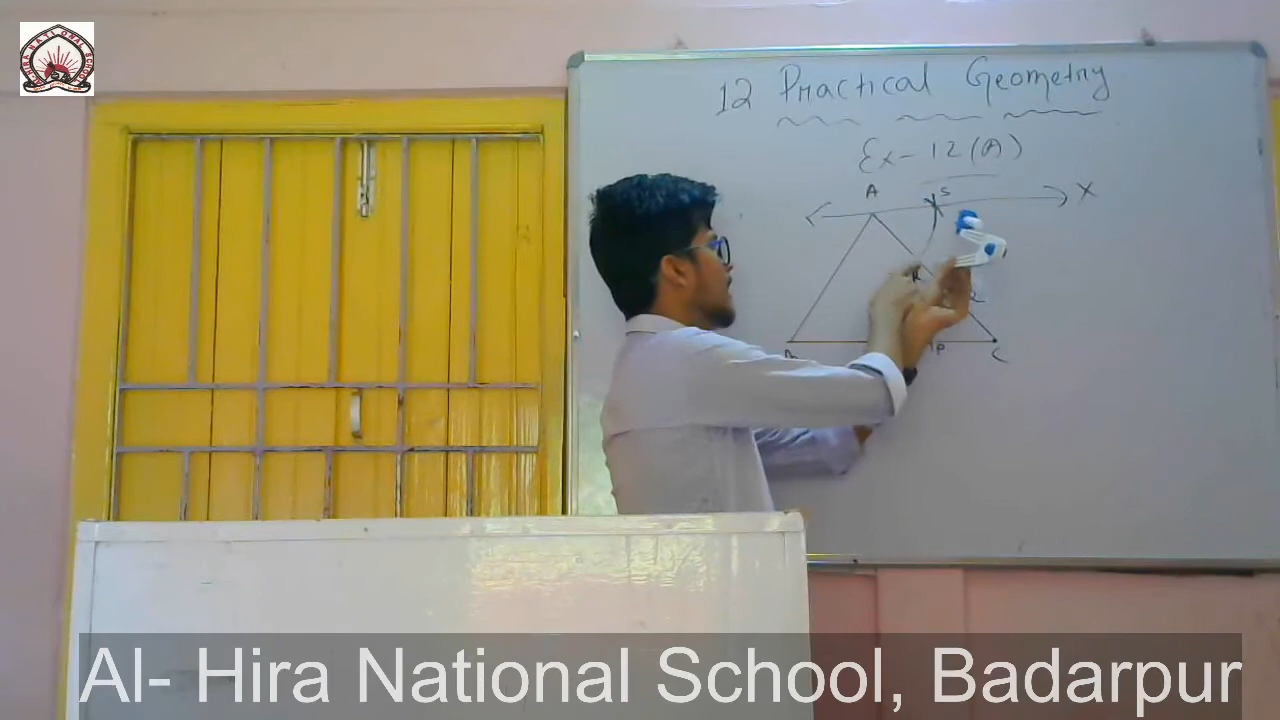 12 Practical Geometry
Ex- 12 (A)
A S X
R
B P C
Al- Hira National School, Badarpur